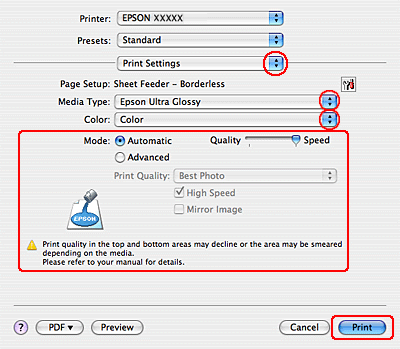 Printer: EPSON XXXXX
Presets: Standard
Print Settings
Page Setup: Sheet Feeder - Borderless
Media Type: Epson Ultra Glossy
Color: Color
Mode: Automatic Quality Speed
Advanced
Print Quality: Best Photo
High Speed
Mirror Image
EPSON
Print quality in the top and bottom areas may decline or the area may be smeared
depending on the media.
Please refer to your manual for details.
? PDF Preview Cancel Print